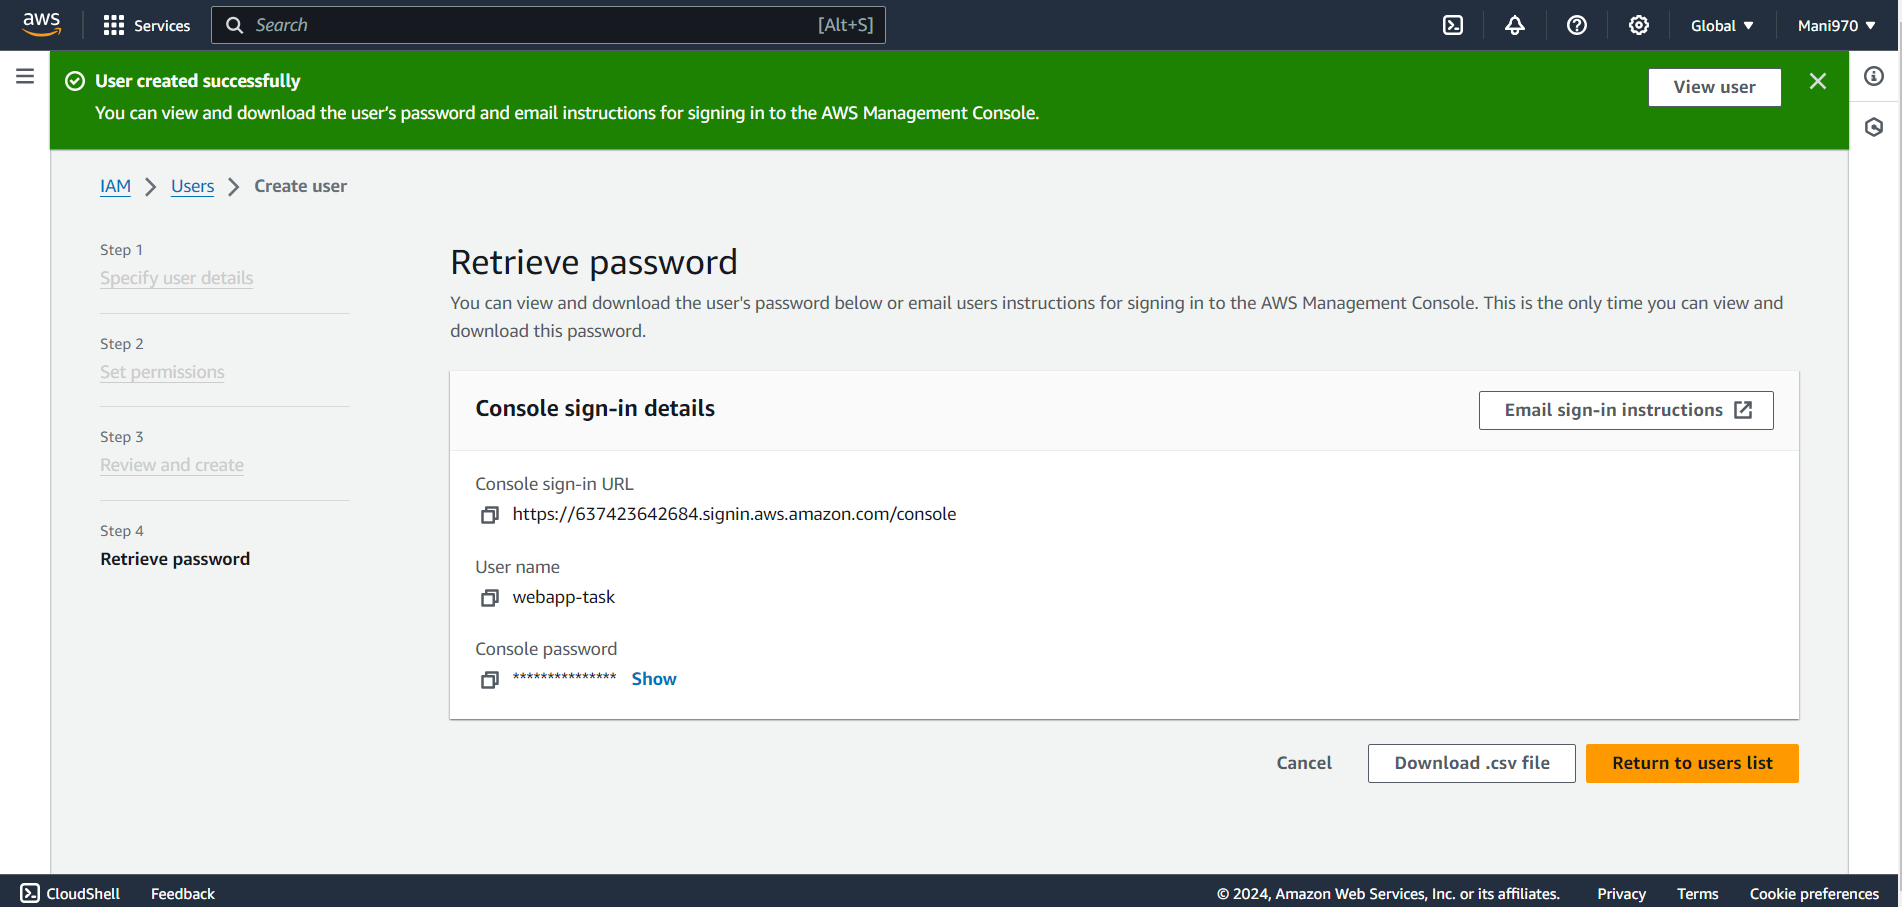 aws
Services
Search
[Alt+S]
Global
Mani970
User created successfully
View user
You can view and download the user's password and email instructions for signing in to the AWS Management Console.
IAM
Users
Create user
Step 1
Specify user details
Step 2
Set permissions
Step 3
Review and create
Step 4
Retrieve password
Retrieve password
You can view and download the user's password below or email users instructions for signing in to the AWS Management Console. This is the only time you can view and
download this password.
Console sign-in details
Email sign-in instructions
Console sign-in URL
https://637423642684.signin.aws.amazon.com/console
User name
webapp-task
Console password
*************** Show
Cancel
Download .csv file
Return to users list
CloudShell
Feedback
© 2024, Amazon Web Services, Inc. or its affiliates.
Privacy
Terms
Cookie preferences